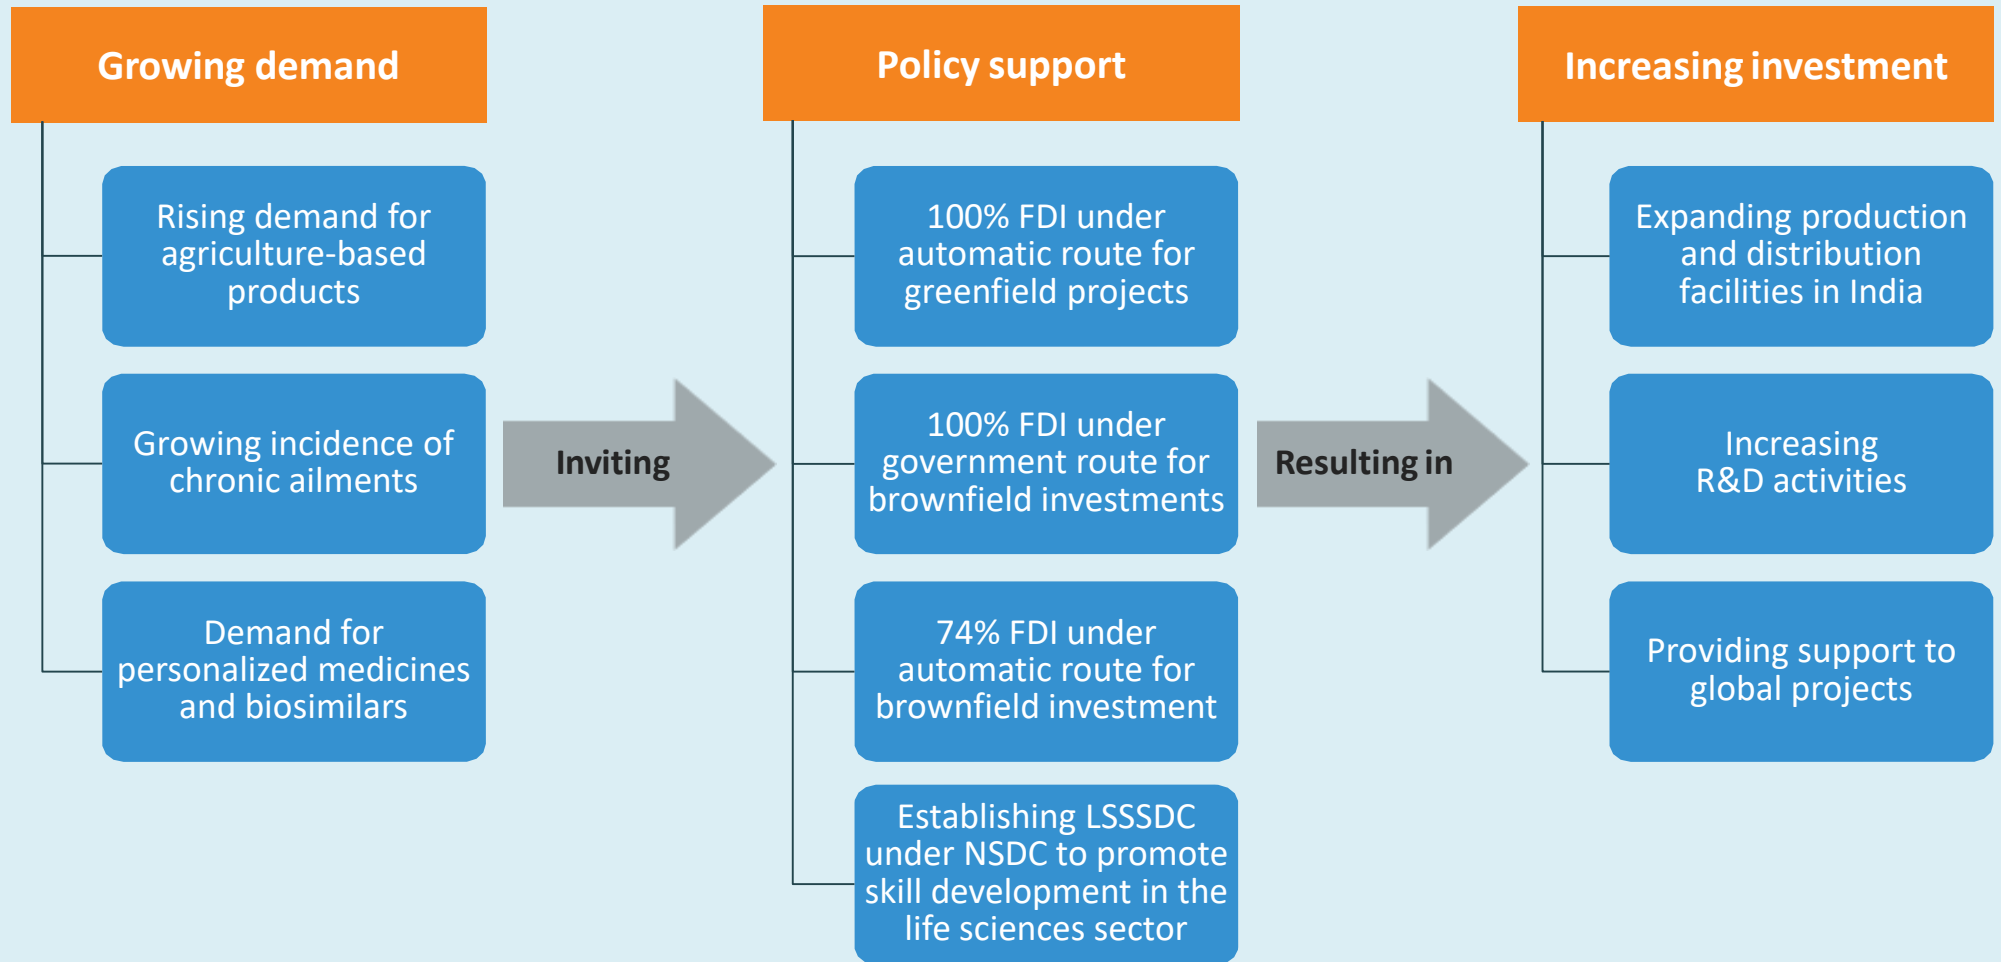 Growing demand
Rising demand for
agriculture-based
products
Growing incidence of
chronic ailments
Demand for
personalized medicines
and biosimilars
Inviting
Policy support
100% FDI under
automatic route for
greenfield projects
100% FDI under
government route for
brownfield investments
74% FDI under
automatic route for
brownfield investment
Establishing LSSSDC
under NSDC to promote
skill development in the
life sciences sector
Resulting in
Increasing investment
Expanding production
and distribution
facilities in India
Increasing
R&D activities
Providing support to
global projects